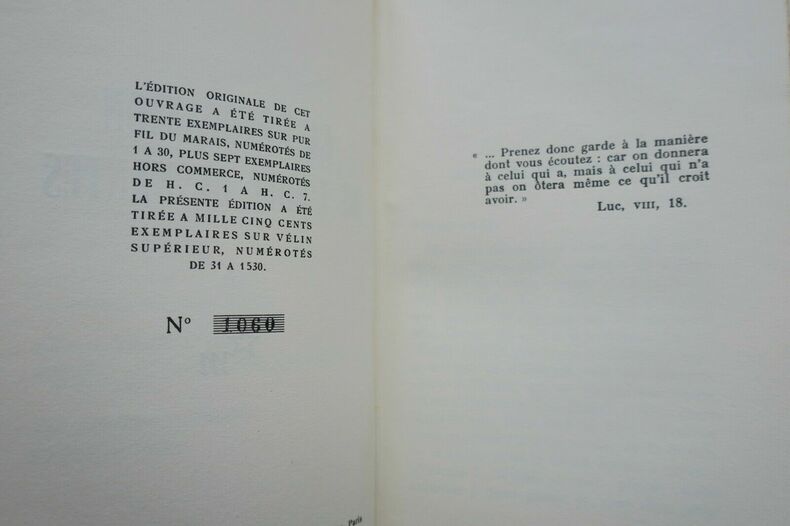 L'ÉDITION ORIGINALE DE CET
OUVRAGE A ÉTÉ TIRÉE A
TRENTE EXEMPLAIRES SUR PUR
FIL DU MARAIS, NUMÉROTÉS DE
1 A 30, PLUS SEPT EXEMPLAIRES
HORS COMMERCE, NUMÉROTÉS
DE H. C. 1 A H. C. 7.
LA PRÉSENTE ÉDITION A ÉTÉ
TIRÉE A MILLE CINQ CENTS
EXEMPLAIRES SUR VÉLIN
SUPÉRIEUR, NUMÉROTÉS
DE 31 A 1530.
Nº 1060
Paris
« ... Prenez donc garde à la manière
dont vous écoutez : car on donnera
à celui qui a, mais à celui qui n'a
pas on ôtera même ce qu'il croit
avoir. »
Luc, VIII, 18.